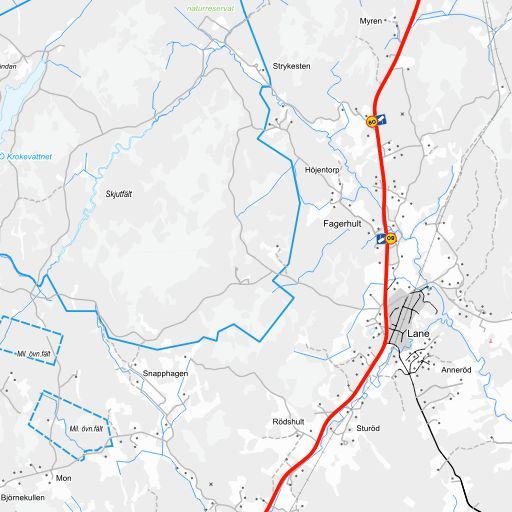 naturreservat
Myren
Strykesten
60
Ö Krokevattnet
Höjentorp
Skjutfält
Fagerhult
60
Lane
Mil. övn.fält
Snapphagen
Anneröd
Rödshult
Mil. övn.fält
Sturöd
Mon
Björnekullen